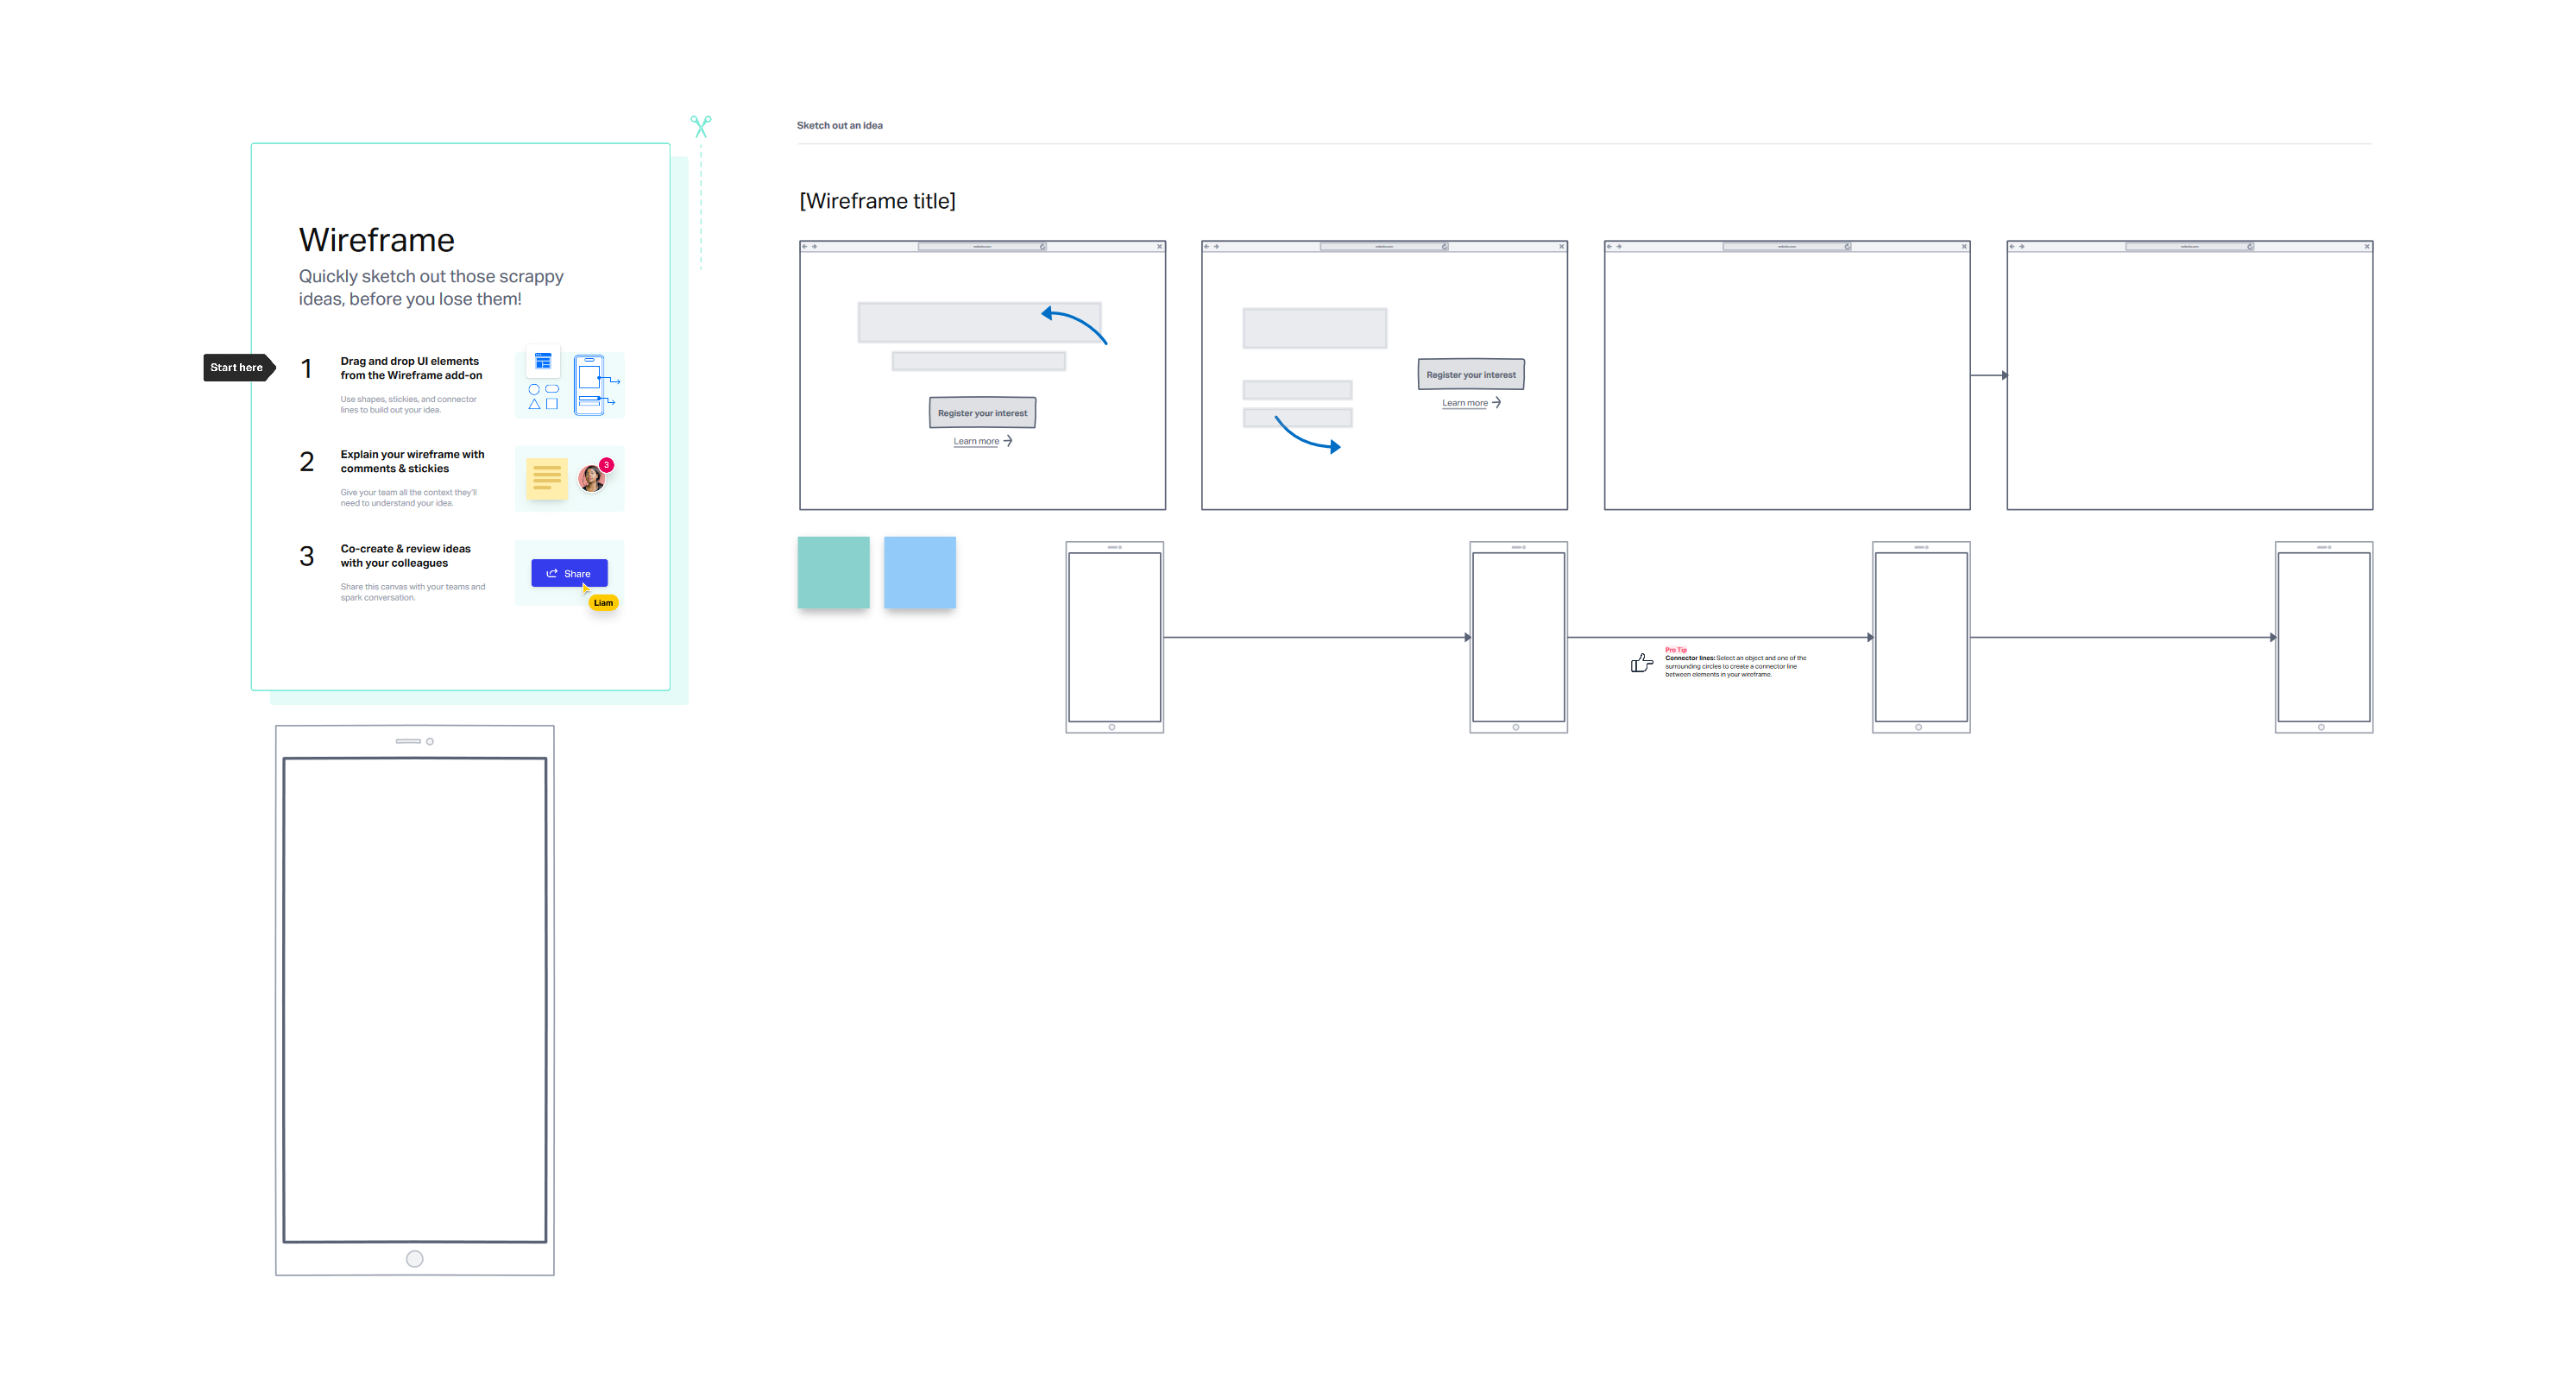 Sketch out an idea
Wireframe
Quickly sketch out those scrappy
ideas, before you lose them!
Start here
1
Drag and drop UI elements
from the Wireframe add-on
Use shapes, stickies, and connector
lines to build out your idea.
2
Explain your wireframe with
comments & stickies
Give your team all the context they'll
need to understand your idea.
3
3
Co-create & review ideas
with your colleagues
Share this canvas with your teams and
spark conversation.
Share
Liam
[Wireframe title]
Register your interest
Learn more
Register your interest
Learn more
Pro Tip
Connector lines: Select an object and one of the
surrounding circles to create a connector line
between elements in your wireframe.